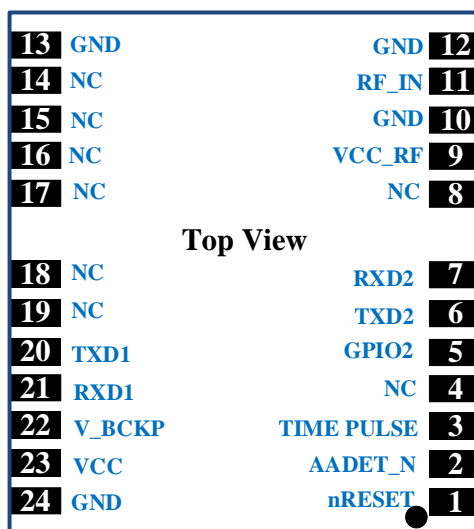 13 GND GND 12
14 NC RF_IN 11
15 NC GND 10
16 NC VCC_RF 9
17 NC NC 8
Top View
18 NC RXD2 7
19 NC TXD2 6
20 TXD1 GPIO2 5
21 RXD1 NC 4
22 V_BCKP TIME PULSE 3
23 VCC AADET_N 2
24 GND nRESET 1